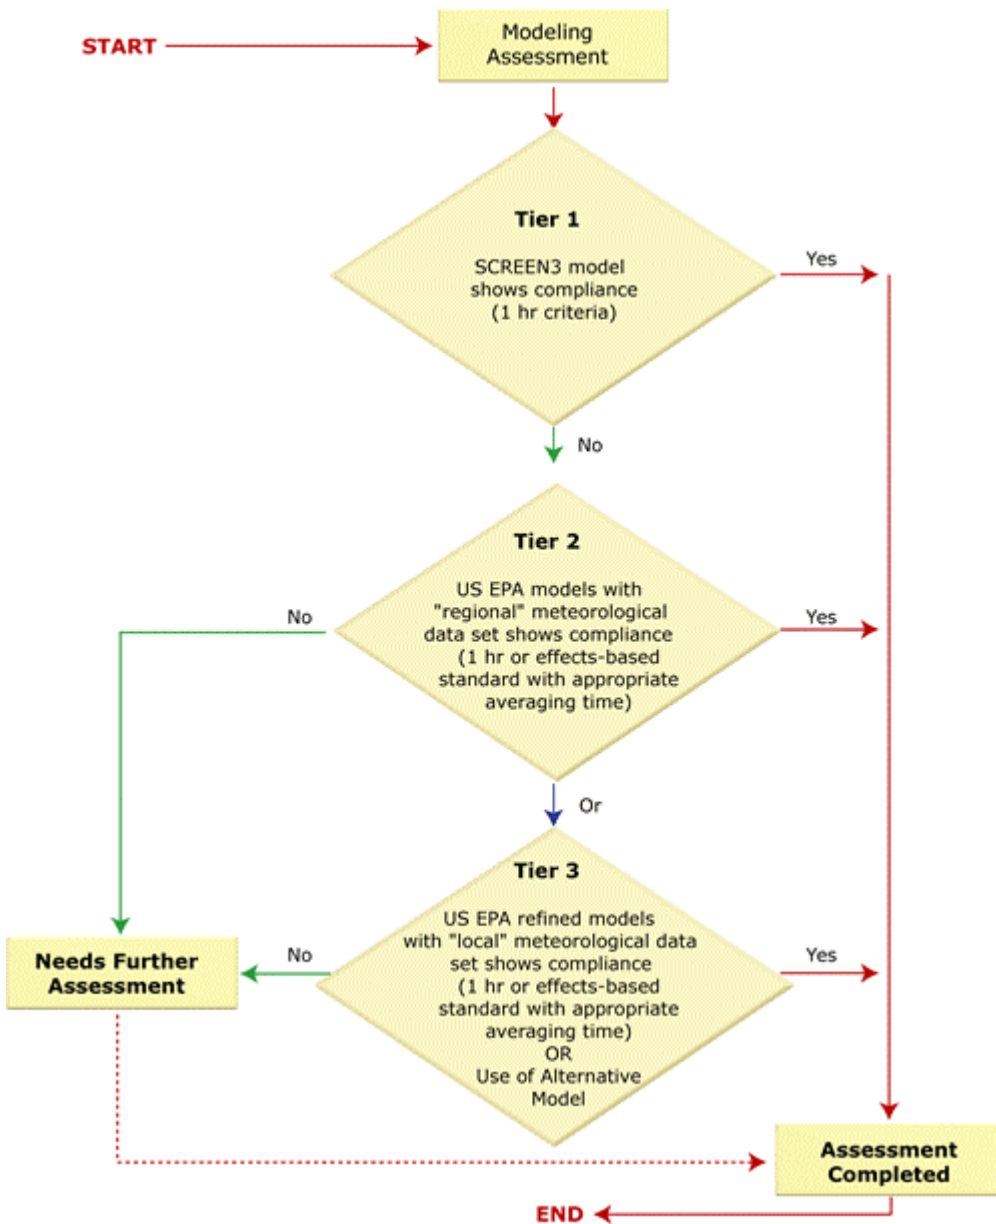 START
Modeling
Assessment
Tier 1
SCREEN3 model
shows compliance
(1 hr criteria)
Yes
No
Tier 2
US EPA models with
"regional" meteorological
data set shows compliance
(1 hr or effects-based
standard with appropriate
averaging time)
No
Yes
Or
Tier 3
US EPA refined models
with "local" meteorological data
set shows compliance
(1 hr or effects-based
standard with appropriate
averaging time)
OR
Use of Alternative
Model
No
Yes
Needs Further
Assessment
Assessment
Completed
END